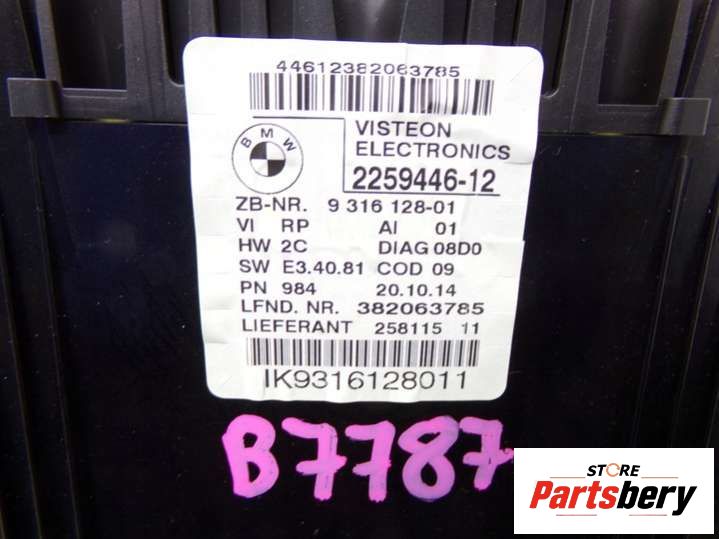 44612382063785
BMW
VISTEON
ELECTRONICS
2259446-12
ZB-NR. 9 316 128-01
VI RP AI 01
HW 2C DIAG 08D0
SW E3.40.81 COD 09
PN 984 20.10.14
LFND. NR. 382063785
LIEFERANT 258115 11
IK9316128011
B7787
STORE
Partsbery